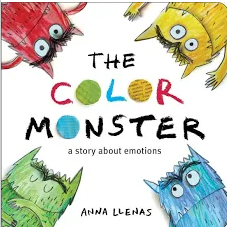 THE
COLOR
MONSTER
a story about emotions
ANNA LLENAS